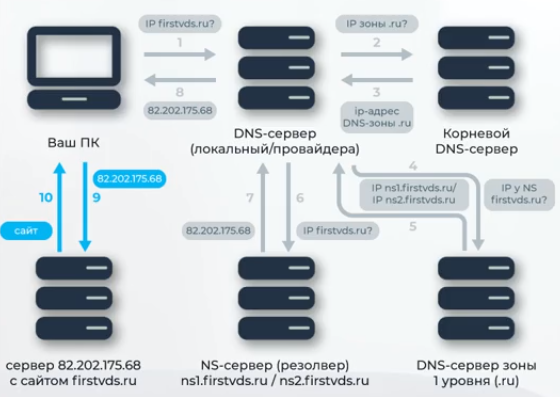 IP firstvds.ru?
1
IP зоны .ru?
2
8
82.202.175.68
3
ip-адрес
DNS-зоны .ru
Ваш ПК
DNS-сервер
(локальный/провайдера)
Корневой
DNS-сервер
82.202.175.68
10
9
сайт
7
6
82.202.175.68
IP firstvds.ru?
4
IP ns1.firstvds.ru/
IP ns2.firstvds.ru
IP у NS
firstvds.ru?
5
сервер 82.202.175.68
с сайтом firstvds.ru
NS-сервер (резолвер)
ns1.firstvds.ru / ns2.firstvds.ru
DNS-сервер зоны
1 уровня (.ru)